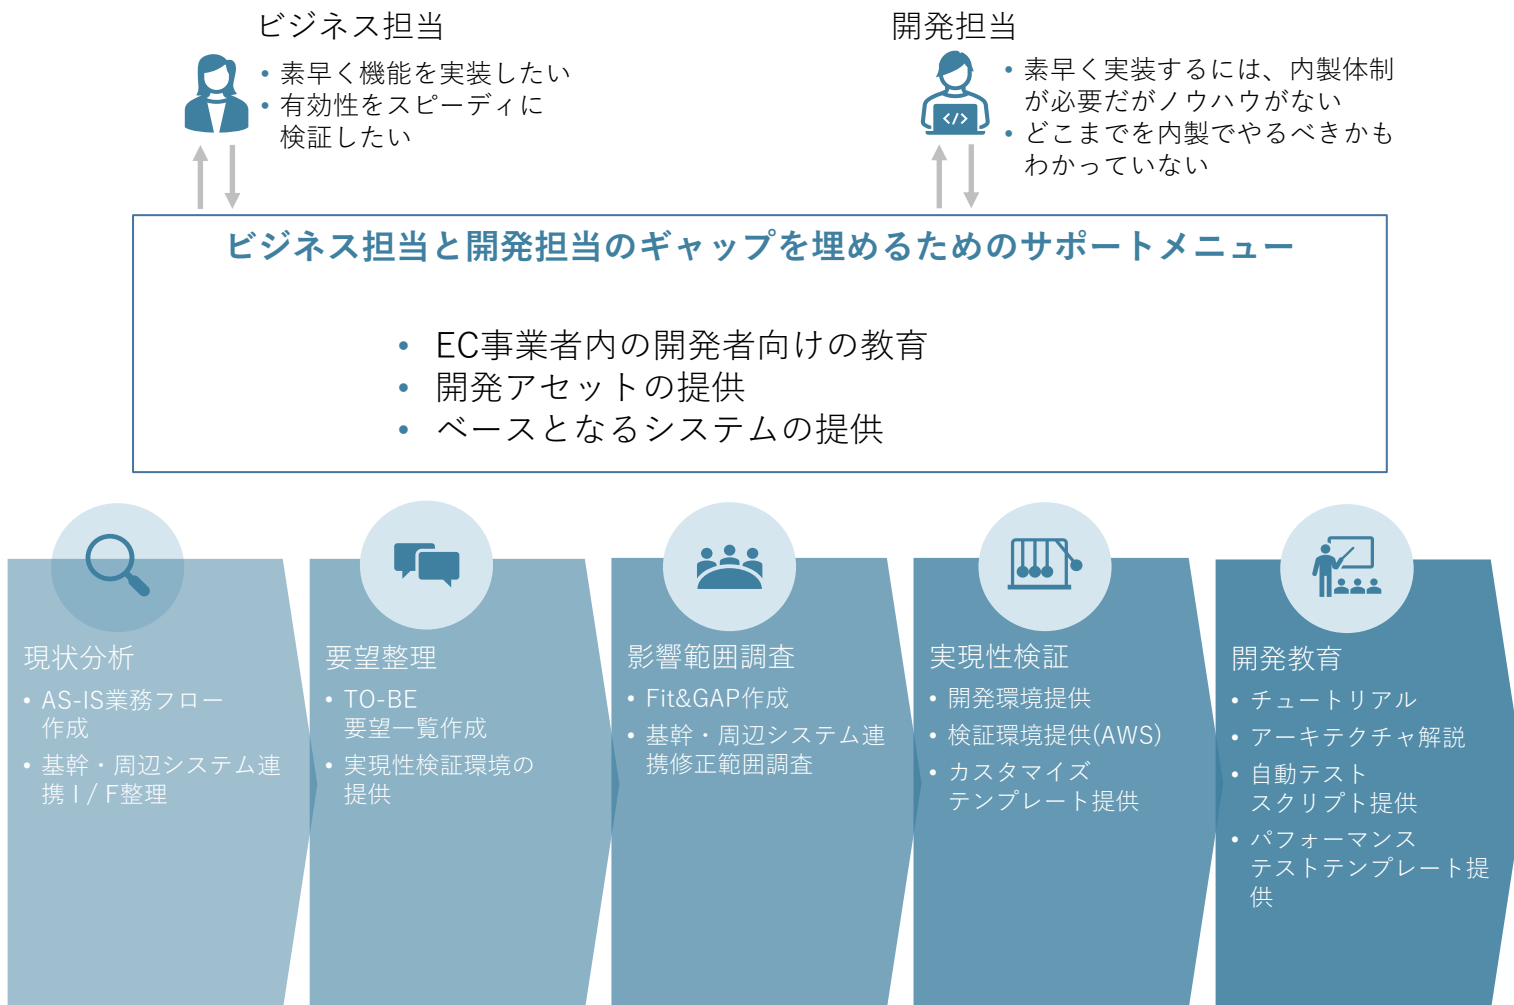 ビジネス担当
• 素早く機能を実装したい
• 有効性をスピーディに
検証したい
開発担当
• 素早く実装するには、内製体制
が必要だがノウハウがない
• どこまでを内製でやるべきかも
わかっていない
</>
ビジネス担当と開発担当のギャップを埋めるためのサポートメニュー
• EC事業者内の開発者向けの教育
• 開発アセットの提供
• ベースとなるシステムの提供
現状分析
• AS-IS業務フロー
作成
• 基幹・周辺システム連
携 I / F整理
要望整理
• TO-BE
要望一覧作成
• 実現性検証環境の
提供
影響範囲調査
• Fit&GAP作成
• 基幹・周辺システム連
携修正範囲調査
実現性検証
• 開発環境提供
• 検証環境提供(AWS)
• カスタマイズ
テンプレート提供
開発教育
• チュートリアル
• アーキテクチャ解説
• 自動テスト
スクリプト提供
• パフォーマンス
テストテンプレート提
供